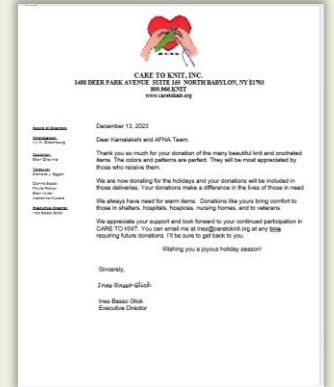 CARE TO KNIT, INC.
1488 DEER PARK AVENUE SUITE 165 NORTH BABYLON, NY 11703
800.966.KNIT
www.caretoknit.org
Board of Directors
December 13, 2023
Dear Kamalakshi and AFNA Team,
Thank you so much for your donation of the many beautiful knit and crocheted
items. The colors and patterns are perfect. They will be most appreciated by
those who receive them.
We are now donating for the holidays and your donations will be included in
those deliveries. Your donations make a difference in the lives of those in need.
We always have need for warm items. Donations like yours bring comfort to
those in shelters, hospitals, hospices, nursing homes, and to veterans.
We appreciate your support and look forward to your continued participation in
CARE TO KNIT. You can email me at ines@caretoknit.org at any time
requiring future donations. I'll be sure to get back to you.
Wishing you a joyous holiday season!
Sincerely,
Ines Basso Glick
Ines Basso Glick
Executive Director